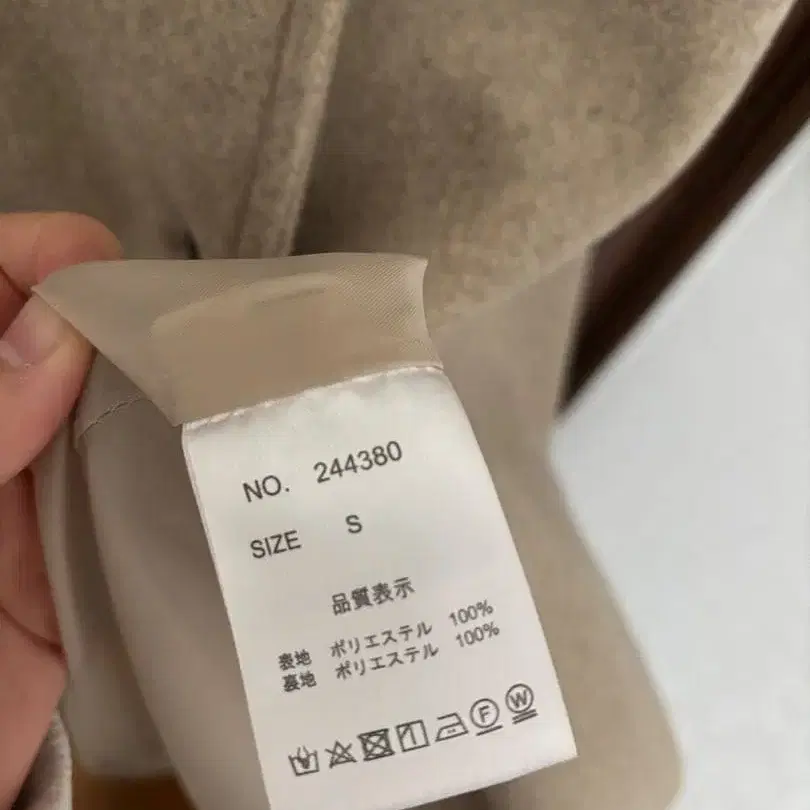 NO. 244380
SIZE S
品質表示
表地 ポリエステル 100%
裏地 ポリエステル 100%
F W